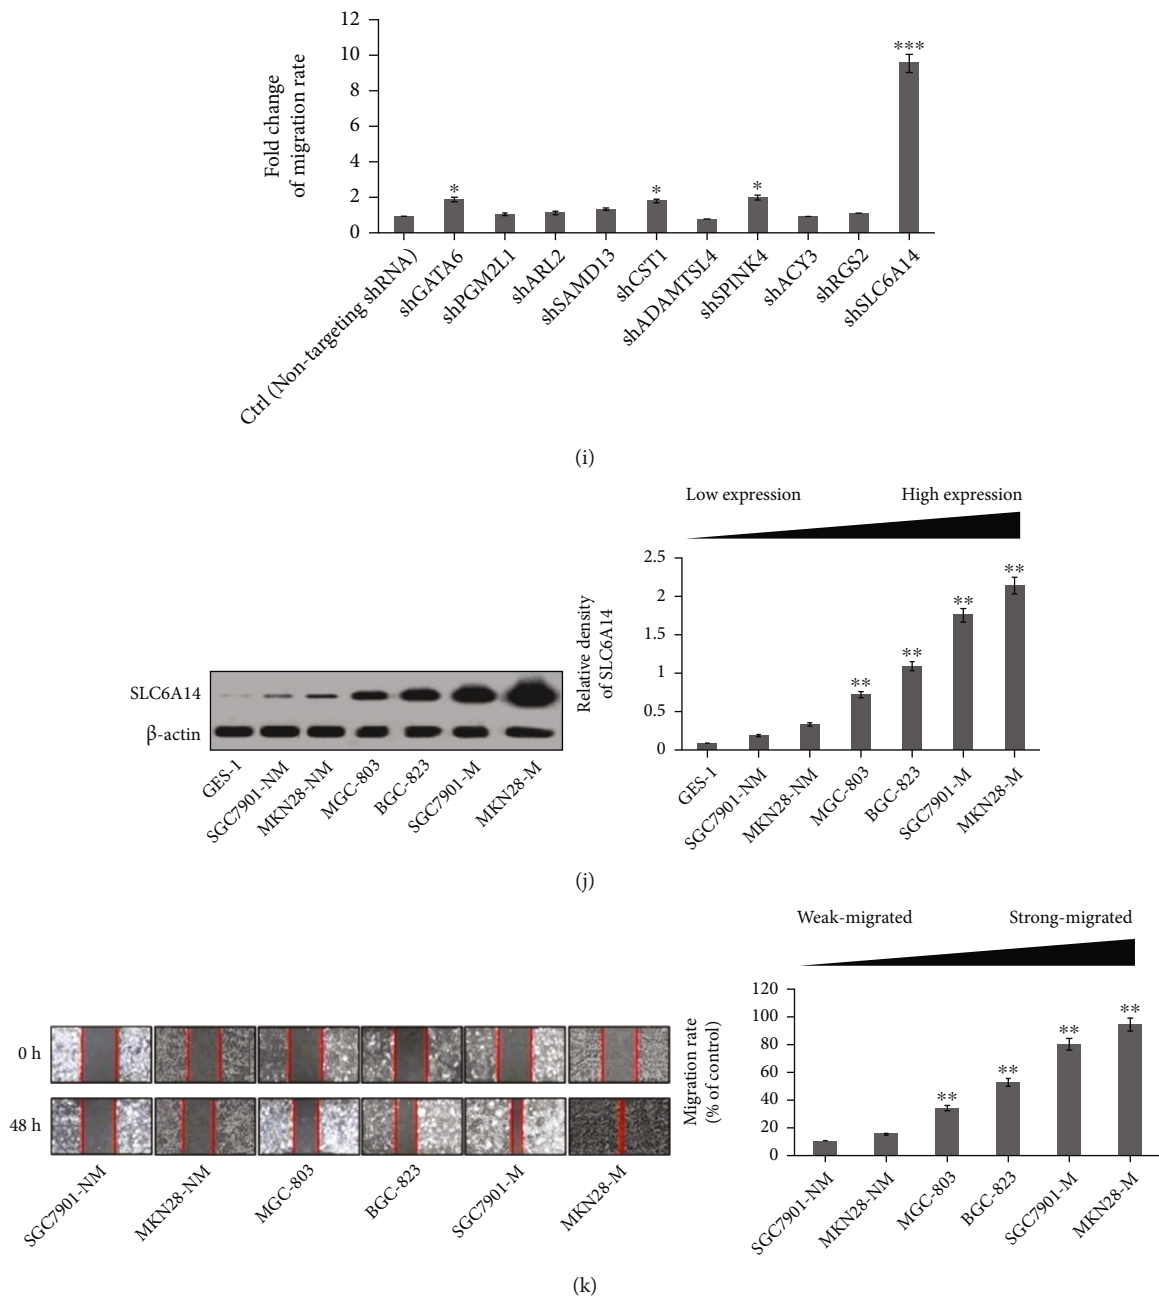 12
10
8
6
4
2
0
Fold change
of migration rate
*
*
*
***
Ctrl (Non-targeting shRNA)
shGATA6
shPGM2L1
shARL2
shSAMD13
shCST1
shADAMTSL4
shSPINK4
shACY3
shRGS2
shSLC6A14
(i)
SLC6A14
β-actin
GES-1
SGC7901-NM
MKN28-NM
MGC-803
BGC-823
SGC7901-M
MKN28-M
Low expression High expression
2.5
2
1.5
1
0.5
0
Relative density
of SLC6A14
**
**
**
**
GES-1
SGC7901-NM
MKN28-NM
MGC-803
BGC-823
SGC7901-M
MKN28-M
(j)
0 h
48 h
SGC7901-NM
MKN28-NM
MGC-803
BGC-823
SGC7901-M
MKN28-M
Weak-migrated Strong-migrated
120
100
80
60
40
20
0
Migration rate
(% of control)
**
**
**
**
SGC7901-NM
MKN28-NM
MGC-803
BGC-823
SGC7901-M
MKN28-M
(k)